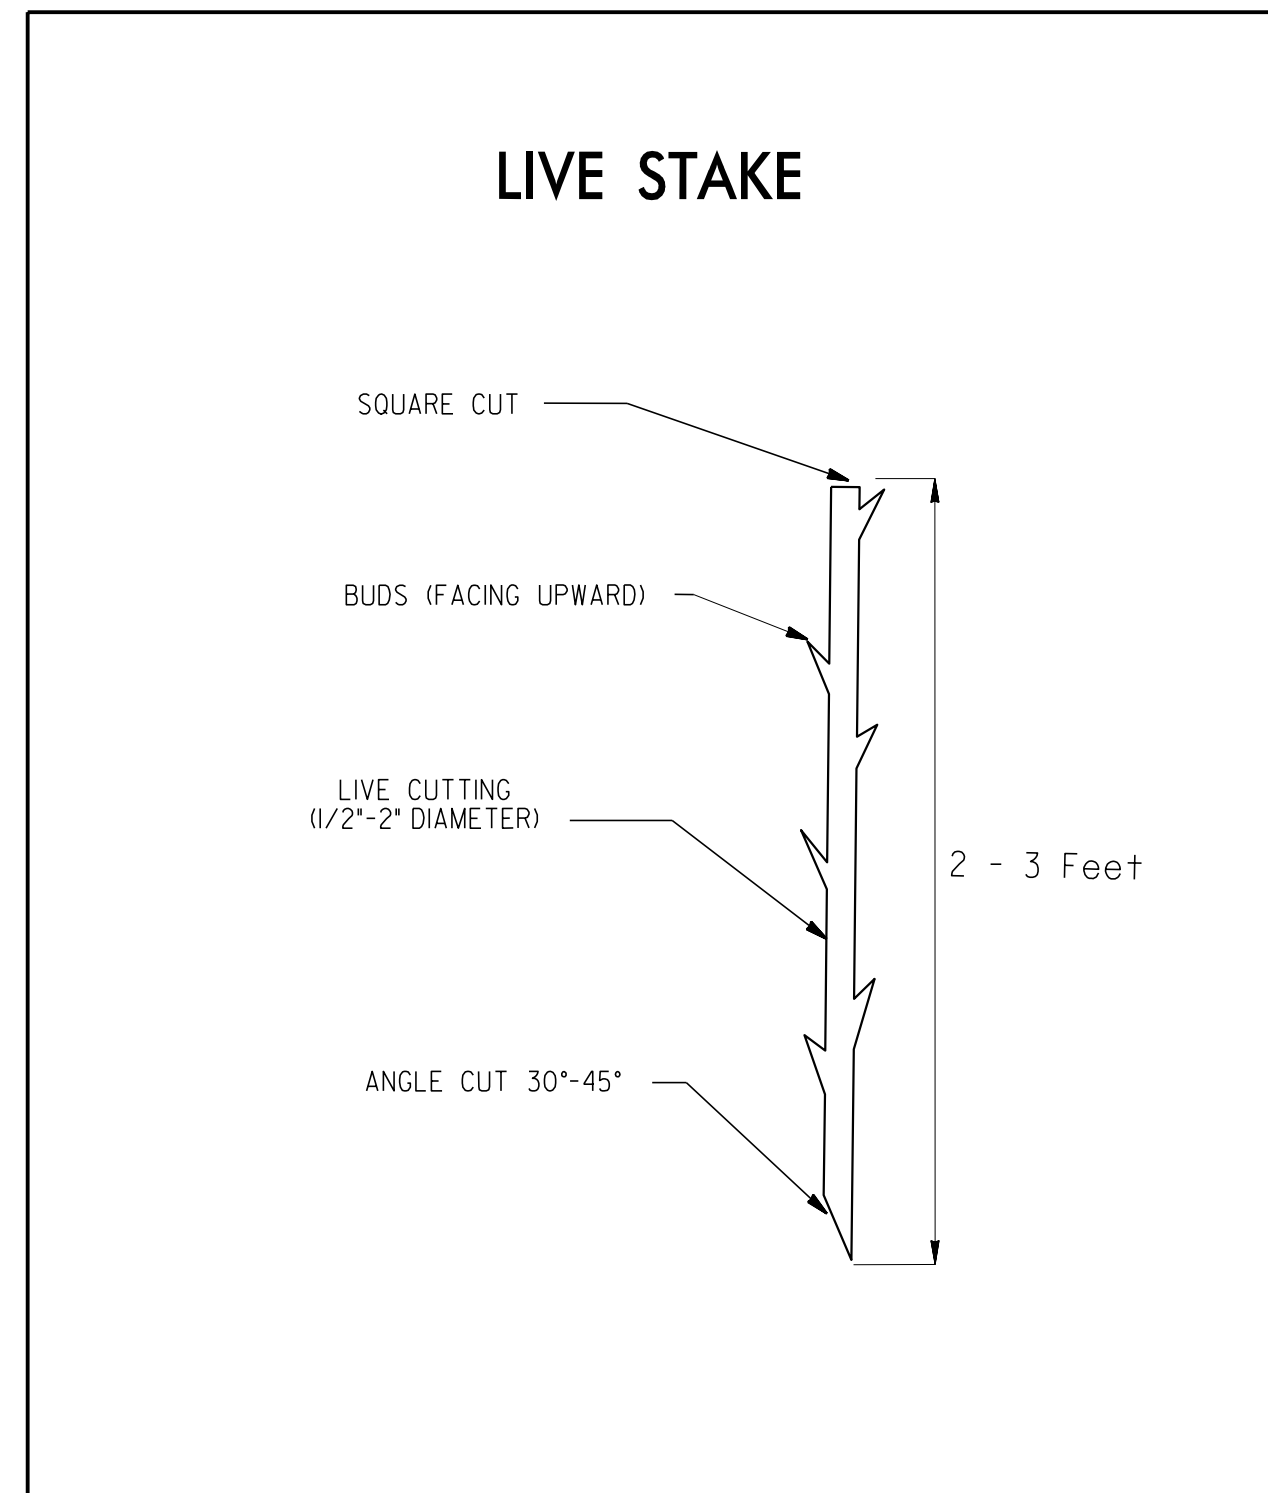 LIVE STAKE
SQUARE CUT
BUDS (FACING UPWARD)
LIVE CUTTING
(1/2"-2" DIAMETER)
2 - 3 Feet
ANGLE CUT 30°-45°